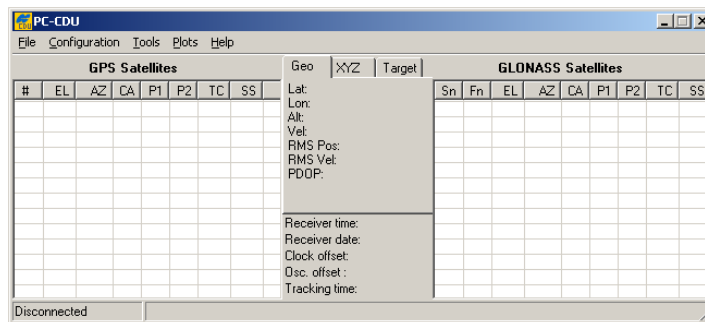 PC-CDU
File Configuration Tools Plots Help
GPS Satellites
# EL AZ CA P1 P2 TC SS
Geo XYZ Target
Lat:
Lon:
Alt:
Vel:
RMS Pos:
RMS Vel:
PDOP:
Receiver time:
Receiver date:
Clock offset:
Osc. offset :
Tracking time:
GLONASS Satellites
Sn Fn EL AZ CA P1 P2 TC SS
Disconnected